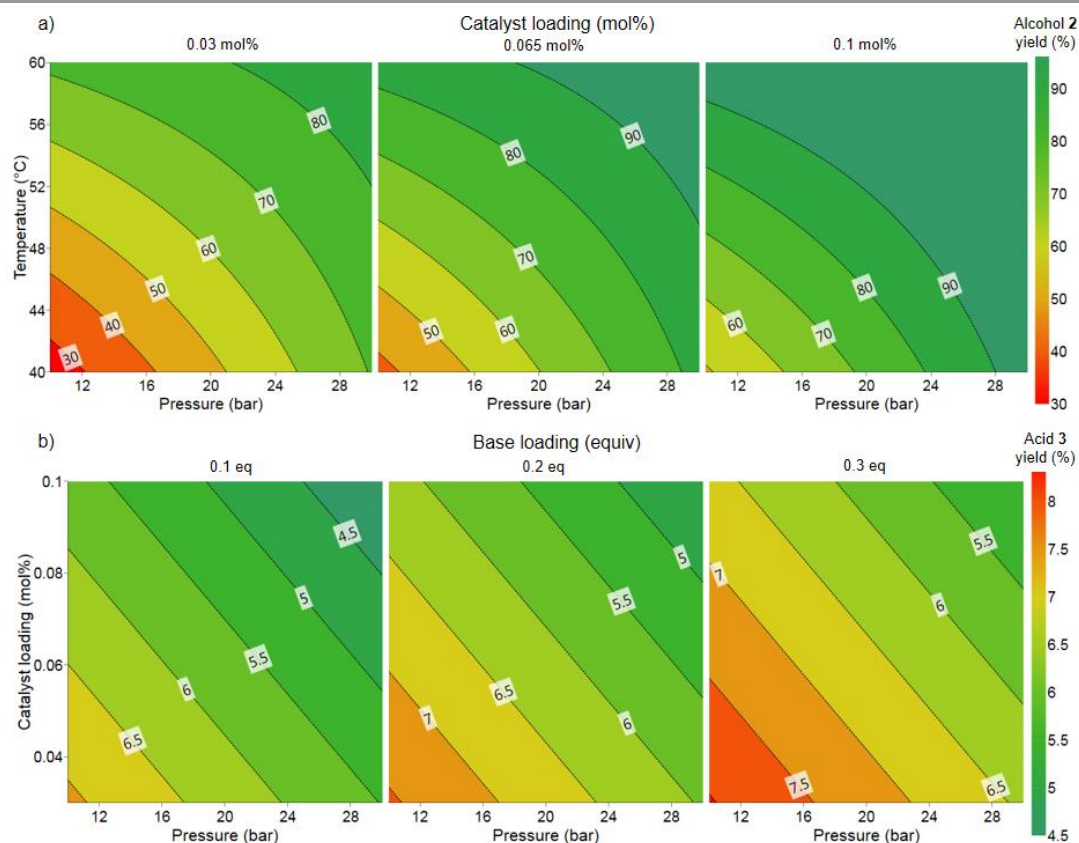 a)
Catalyst loading (mol%)
0.03 mol%
0.065 mol%
0.1 mol%
Alcohol 2
yield (%)
60
56
52
48
44
40
Temperature (°C)
80
70
60
50
40
30
90
80
70
60
50
90
80
70
60
90
80
70
60
50
40
30
12 16 20 24 28
12 16 20 24 28
12 16 20 24 28
Pressure (bar)
Pressure (bar)
Pressure (bar)
b)
Base loading (equiv)
0.1 eq
0.2 eq
0.3 eq
Acid 3
yield (%)
0.1
0.08
0.06
0.04
Catalyst loading (mol%)
4.5
5
5.5
6
6.5
5
5.5
6
6.5
7
5.5
6
6.5
7
7.5
8
7.5
7
6.5
6
5.5
5
4.5
12 16 20 24 28
12 16 20 24 28
12 16 20 24 28
Pressure (bar)
Pressure (bar)
Pressure (bar)